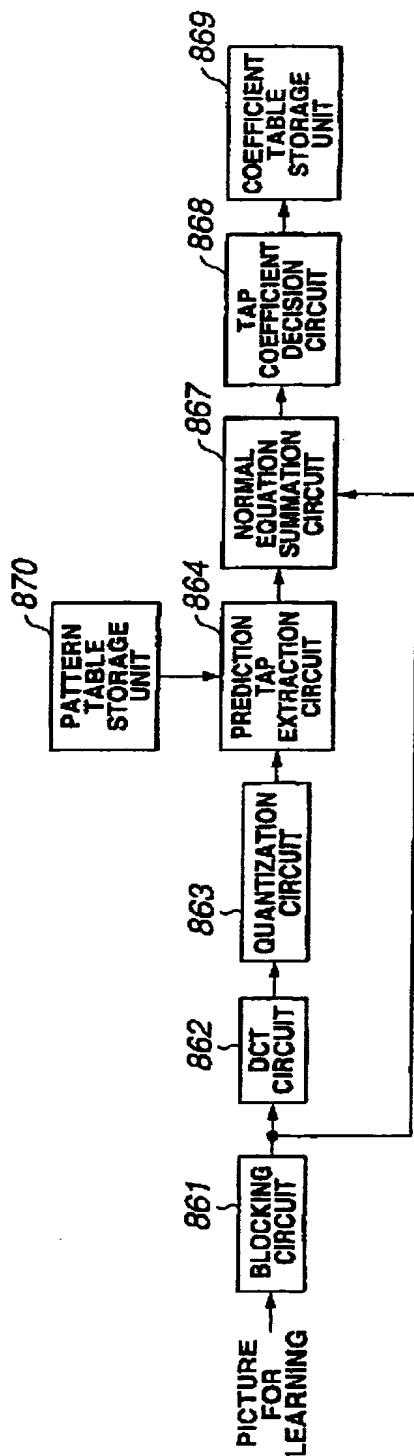 PICTURE
FOR
LEARNING
861
BLOCKING
CIRCUIT
862
DCT
CIRCUIT
863
QUANTIZATION
CIRCUIT
870
PATTERN
TABLE
STORAGE
UNIT
864
PREDICTION
TAP
EXTRACTION
CIRCUIT
867
NORMAL
EQUATION
SUMMATION
CIRCUIT
868
TAP
COEFFICIENT
DECISION
CIRCUIT
869
COEFFICIENT
TABLE
STORAGE
UNIT